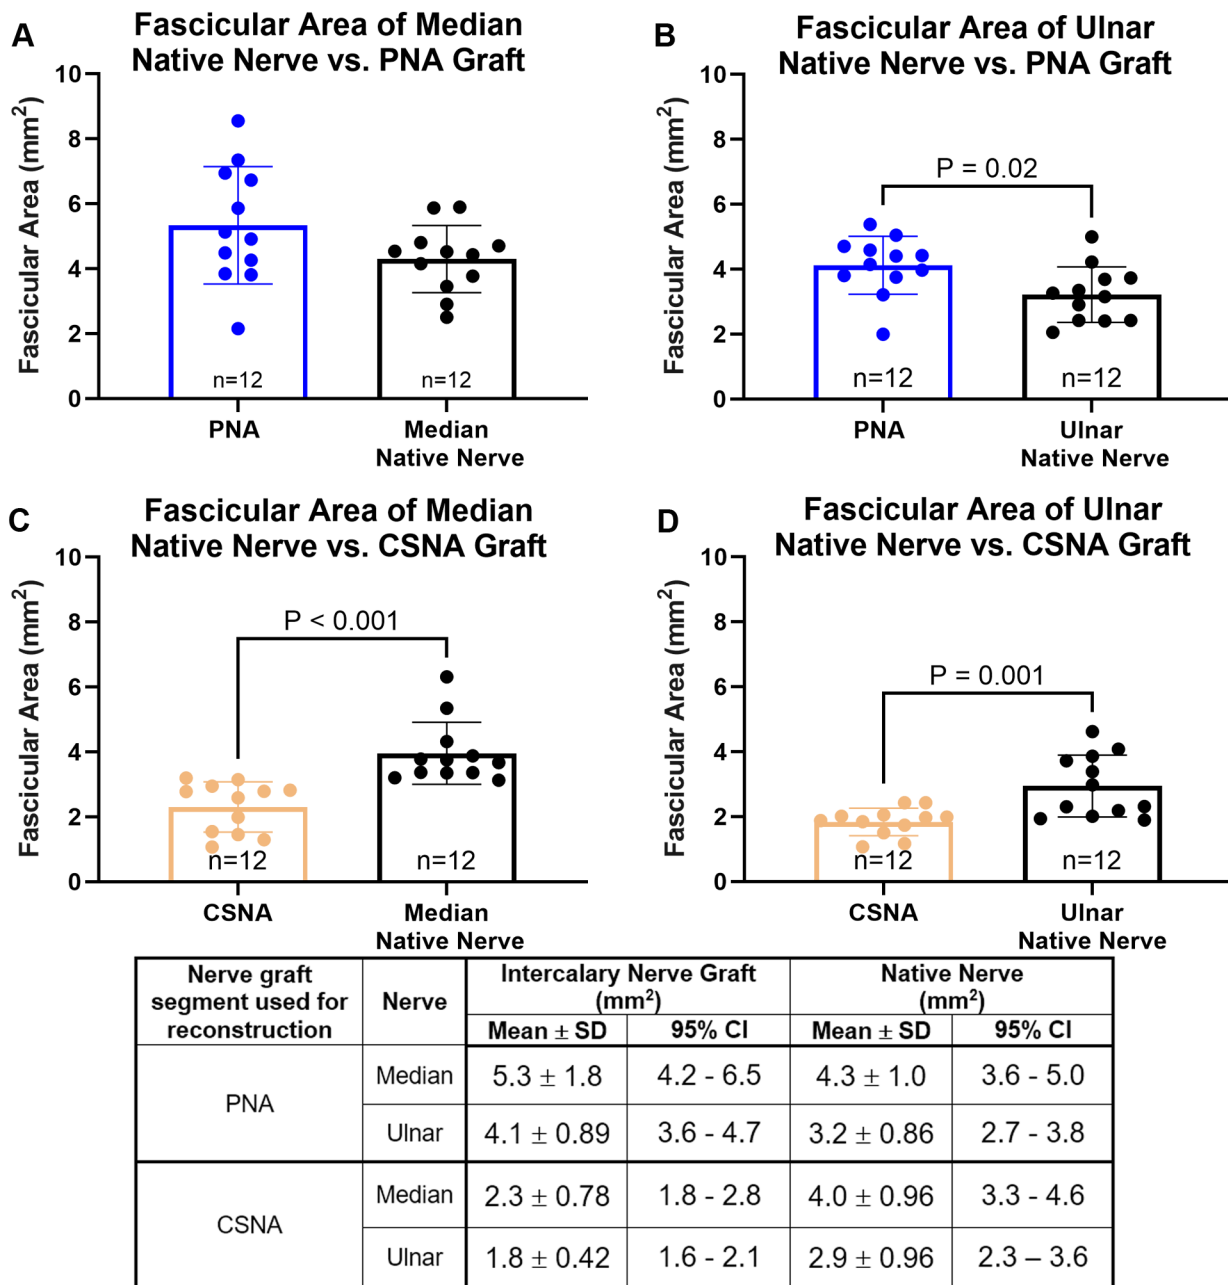 A
Fascicular Area of Median
Native Nerve vs. PNA Graft
Fascicular Area (mm²)
10
8
6
4
2
0
n=12
n=12
PNA
Median
Native Nerve
B
Fascicular Area of Ulnar
Native Nerve vs. PNA Graft
Fascicular Area (mm²)
10
8
6
4
2
0
P = 0.02
n=12
n=12
PNA
Ulnar
Native Nerve
C
Fascicular Area of Median
Native Nerve vs. CSNA Graft
Fascicular Area (mm²)
10
8
6
4
2
0
P < 0.001
n=12
n=12
CSNA
Median
Native Nerve
D
Fascicular Area of Ulnar
Native Nerve vs. CSNA Graft
Fascicular Area (mm²)
10
8
6
4
2
0
P = 0.001
n=12
n=12
CSNA
Ulnar
Native Nerve
Nerve graft
segment used for
reconstruction
Nerve
Intercalary Nerve Graft
(mm²)
Native Nerve
(mm²)
Mean ± SD 95% CI Mean ± SD 95% CI
PNA
Median 5.3 ± 1.8 4.2 - 6.5 4.3 ± 1.0 3.6 - 5.0
Ulnar 4.1 ± 0.89 3.6 - 4.7 3.2 ± 0.86 2.7 - 3.8
CSNA
Median 2.3 ± 0.78 1.8 - 2.8 4.0 ± 0.96 3.3 - 4.6
Ulnar 1.8 ± 0.42 1.6 - 2.1 2.9 ± 0.96 2.3 – 3.6